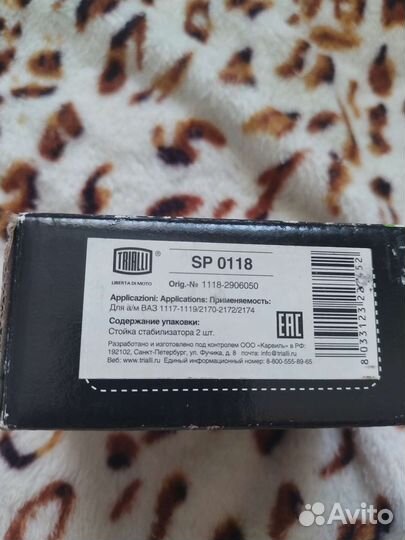 TRIALLI
LIBERTA DI MOTO
SP 0118
Orig.-№ 1118-2906050
Applicazioni: Applications: Применяемость:
Для а/м ВАЗ 1117-1119/2170-2172/2174
Содержание упаковки:
Стойка стабилизатора 2 шт.
Разработано и изготовлено под контролем ООО «Карвиль» в РФ:
192102, Санкт-Петербург, ул. Фучика, д. 8 почта: info@trialli.ru
Веб: www.trialli.ru Единый информационный номер: 8-800-555-89-65
EAC
Avito